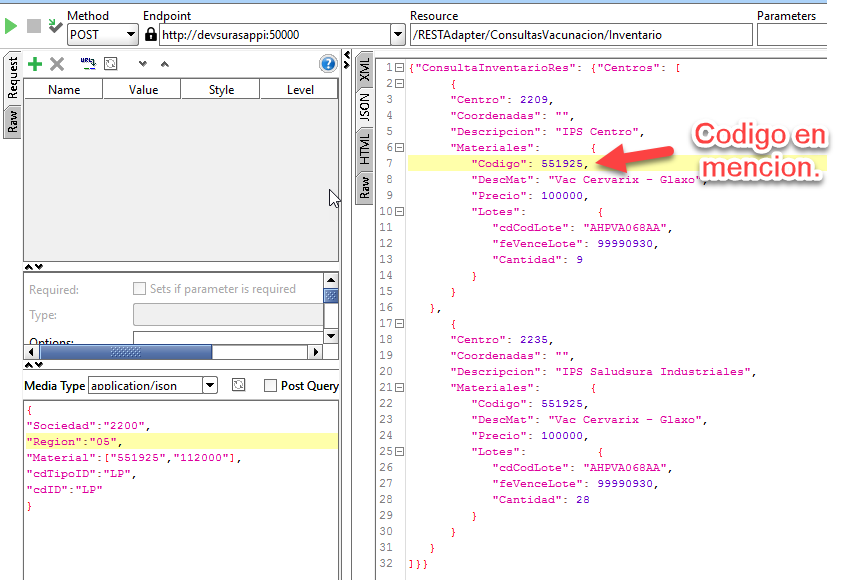 Method Endpoint Resource Parameters
POST http://devsurasappi:50000 /RESTAdapter/ConsultasVacunacion/Inventario
Request
Raw
Name Value Style Level
Required: Sets if parameter is required
Type:
Options:
Media Type application/json Post Query
{
"Sociedad":"2200",
"Region":"05",
"Material":["551925","112000"],
"cdTipoID":"LP",
"cdID":"LP"
}
XML
JSON
HTML
Raw
1 {"ConsultaInventarioRes": {"Centros": [
2 {
3 "Centro": 2209,
4 "Coordenadas": "",
5 "Descripcion": "IPS Centro",
6 "Materiales": {
7 "Codigo": 551925,
8 "DescMat": "Vac Cervarix - Glaxo",
9 "Precio": 100000,
10 "Lotes": {
11 "cdCodLote": "AHPVA068AA",
12 "feVenceLote": 99990930,
13 "Cantidad": 9
14 }
15 }
16 },
17 {
18 "Centro": 2235,
19 "Coordenadas": "",
20 "Descripcion": "IPS Saludsura Industriales",
21 "Materiales": {
22 "Codigo": 551925,
23 "DescMat": "Vac Cervarix - Glaxo",
24 "Precio": 100000,
25 "Lotes": {
26 "cdCodLote": "AHPVA068AA",
27 "feVenceLote": 99990930,
28 "Cantidad": 28
29 }
30 }
31 }
32 ]}}
Codigo en
mencion.